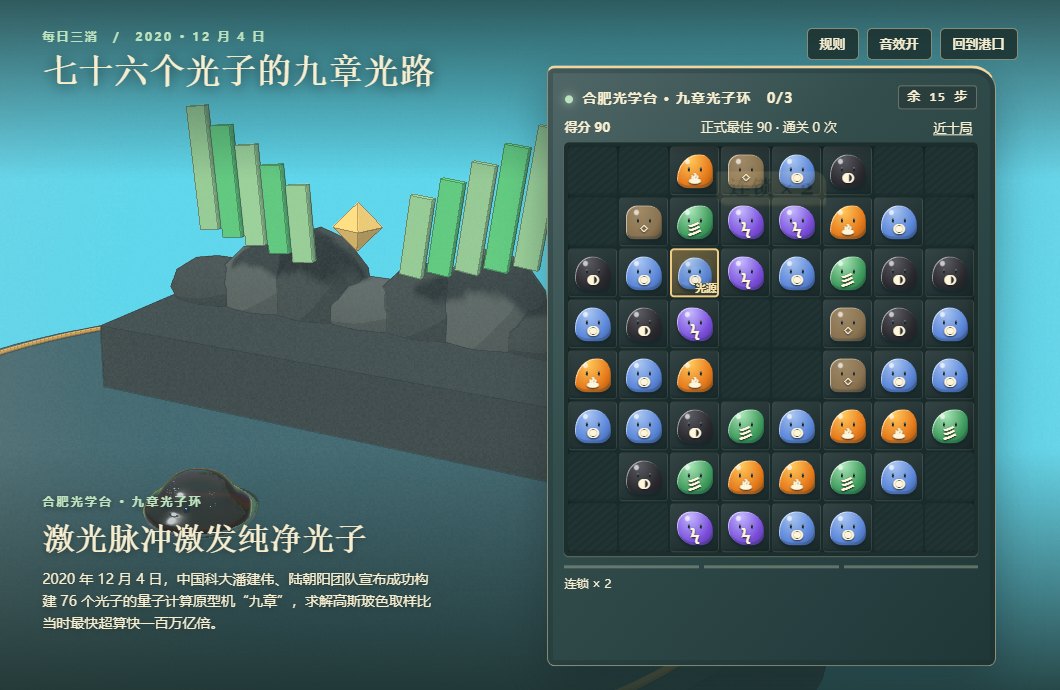 每日三消 / 2020·12月4日
七十六个光子的九章光路
规则
音效开
回到港口
合肥光学台·九章光子环 0/3
余 15 步
得分 90
正式最佳 90·通关 0 次
近十局
光源
连锁 × 2
合肥光学台·九章光子环
激光脉冲激发纯净光子
2020 年 12 月 4 日，中国科大潘建伟、陆朝阳团队宣布成功构
建 76 个光子的量子计算原型机“九章”，求解高斯玻色取样比
当时最快超算快一百万亿倍。